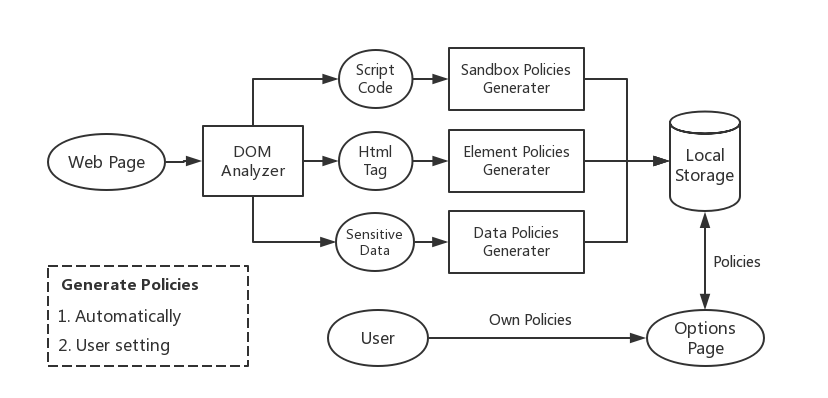 Script
Code
Sandbox Policies
Generater
Web Page
DOM
Analyzer
Html
Tag
Element Policies
Generater
Local
Storage
Sensitive
Data
Data Policies
Generater
Policies
Generate Policies
1. Automatically
2. User setting
User
Own Policies
Options
Page